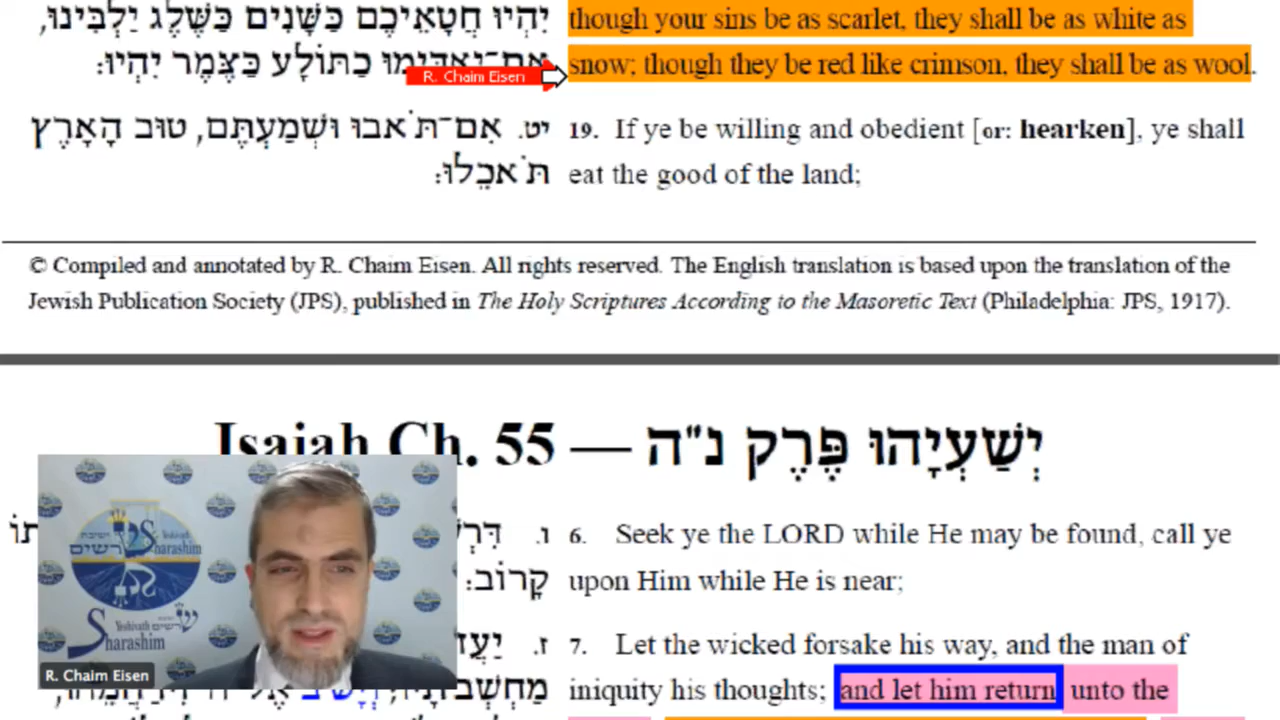 יִהְיוּ חֲטָאֵיכֶם כַּשָּׁנִים כַּשֶּׁלֶג יַלְבִּינוּ,
though your sins be as scarlet, they shall be as white as
כַתּוֹלָע כַּצֶּמֶר יִהְיוּ:
R. Chaim Eisen
snow; though they be red like crimson, they shall be as wool.
יט. אִם־תֹּאבוּ וּשְׁמַעְתֶּם, טוּב הָאָרֶץ
19. If ye be willing and obedient [or: hearken], ye shall
תֹּאכֵלוּ:
eat the good of the land;
© Compiled and annotated by R. Chaim Eisen. All rights reserved. The English translation is based upon the translation of the
Jewish Publication Society (JPS), published in The Holy Scriptures According to the Masoretic Text (Philadelphia: JPS, 1917).
Isaiah Ch. 55 — יְשַׁעְיָהוּ פֶּרֶק נ"ה
ו.
6. Seek ye the LORD while He may be found, call ye
קָרוֹב:
upon Him while He is near;
ז.
7. Let the wicked forsake his way, and the man of
iniquity his thoughts; and let him return unto the
ישיבת
שרשים
Sharashim
Yeshivath
Sharashim
R. Chaim Eisen